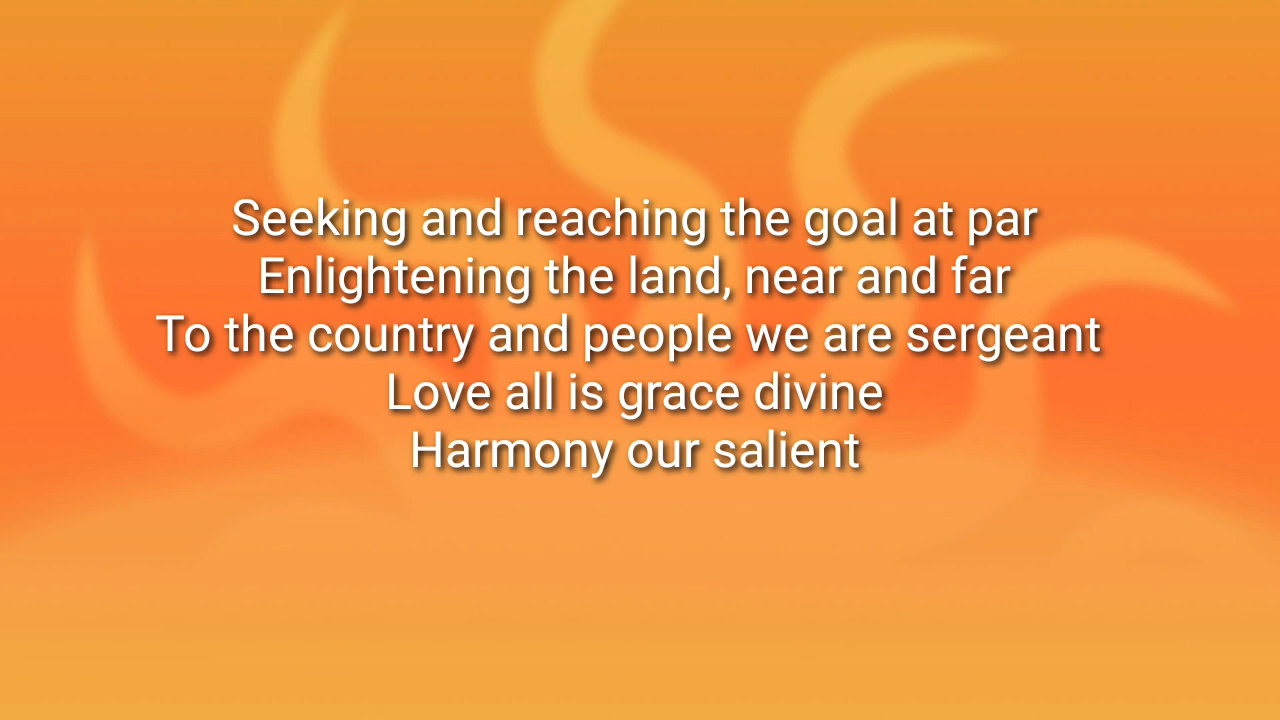 Seeking and reaching the goal at par
Enlightening the land, near and far
To the country and people we are sergeant
Love all is grace divine
Harmony our salient